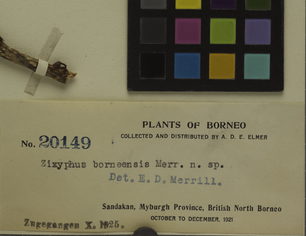 PLANTS OF BORNEO
COLLECTED AND DISTRIBUTED BY A. D. E. ELMER
No. 20149
Zizyphus borneensis Merr. n. sp.
Det. E. D. Merrill.
Sandakan, Myburgh Province, British North Borneo
OCTOBER TO DECEMBER, 1921
Zugegangen X. 1925.